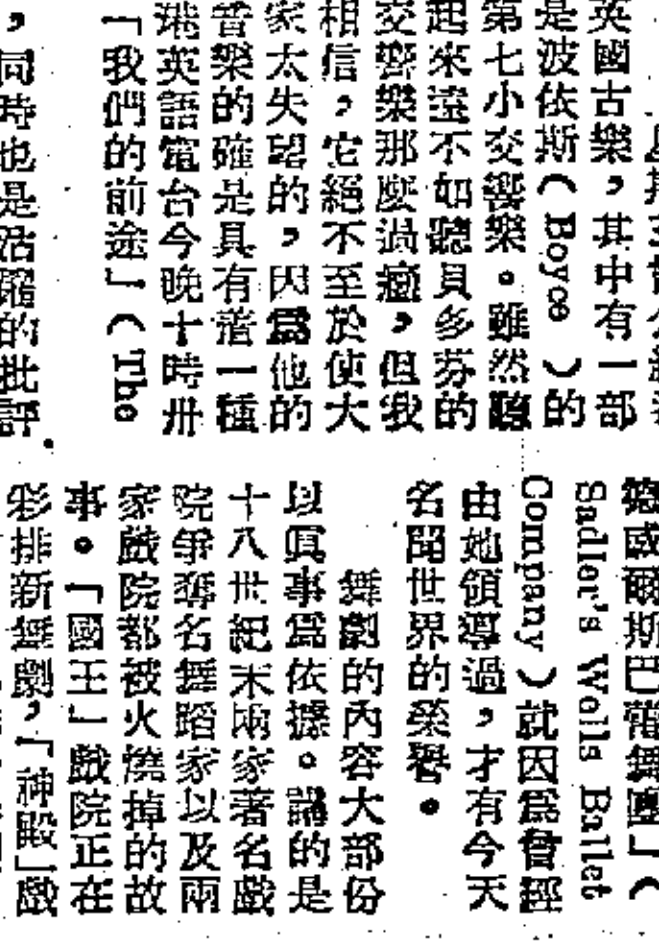 英國古樂，其中有一部
是波依斯（Boyce）的
第七小交響樂。雖然聽
起來遠不如聽貝多芬的
交響樂那麼過癮，但我
相信，它絕不至於使大
家太失望的，因爲他的
音樂的確是具有着一種
我們的前途」（The
「
琺英語電台今晚十時卅
，同時也是活躍的批評
德威爾斯巴蕾舞團」（
Sadler's Wells Ballet
Company）就因爲曾經
由她領導過，才有今天
名聞世界的榮譽。
舞劇的內容大部份
以眞事爲依據。講的是
十八世紀末兩家著名戲
院爭奪名舞蹈家以及兩
家戲院都被火燒掉的故
事。「國王」戲院正在
彩排新舞劇，「神殿」戲